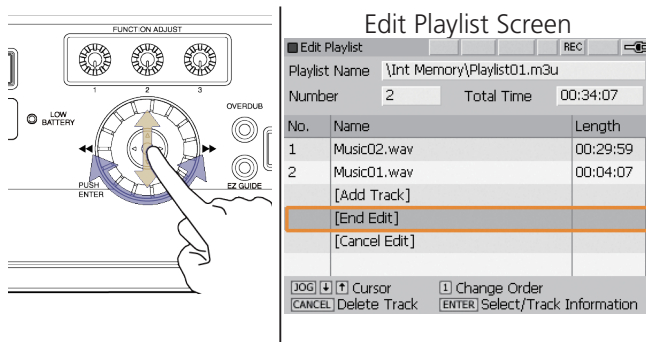 FUNCTION ADJUST
1 2 3
LOW BATTERY
OVERDUB
PUSH ENTER
EZ GUIDE
Edit Playlist Screen
Edit Playlist REC
Playlist Name \Int Memory\Playlist01.m3u
Number 2 Total Time 00:34:07
No. Name Length
1 Music02.wav 00:29:59
2 Music01.wav 00:04:07
[Add Track]
[End Edit]
[Cancel Edit]
JOG Cursor 1 Change Order
CANCEL Delete Track ENTER Select/Track Information